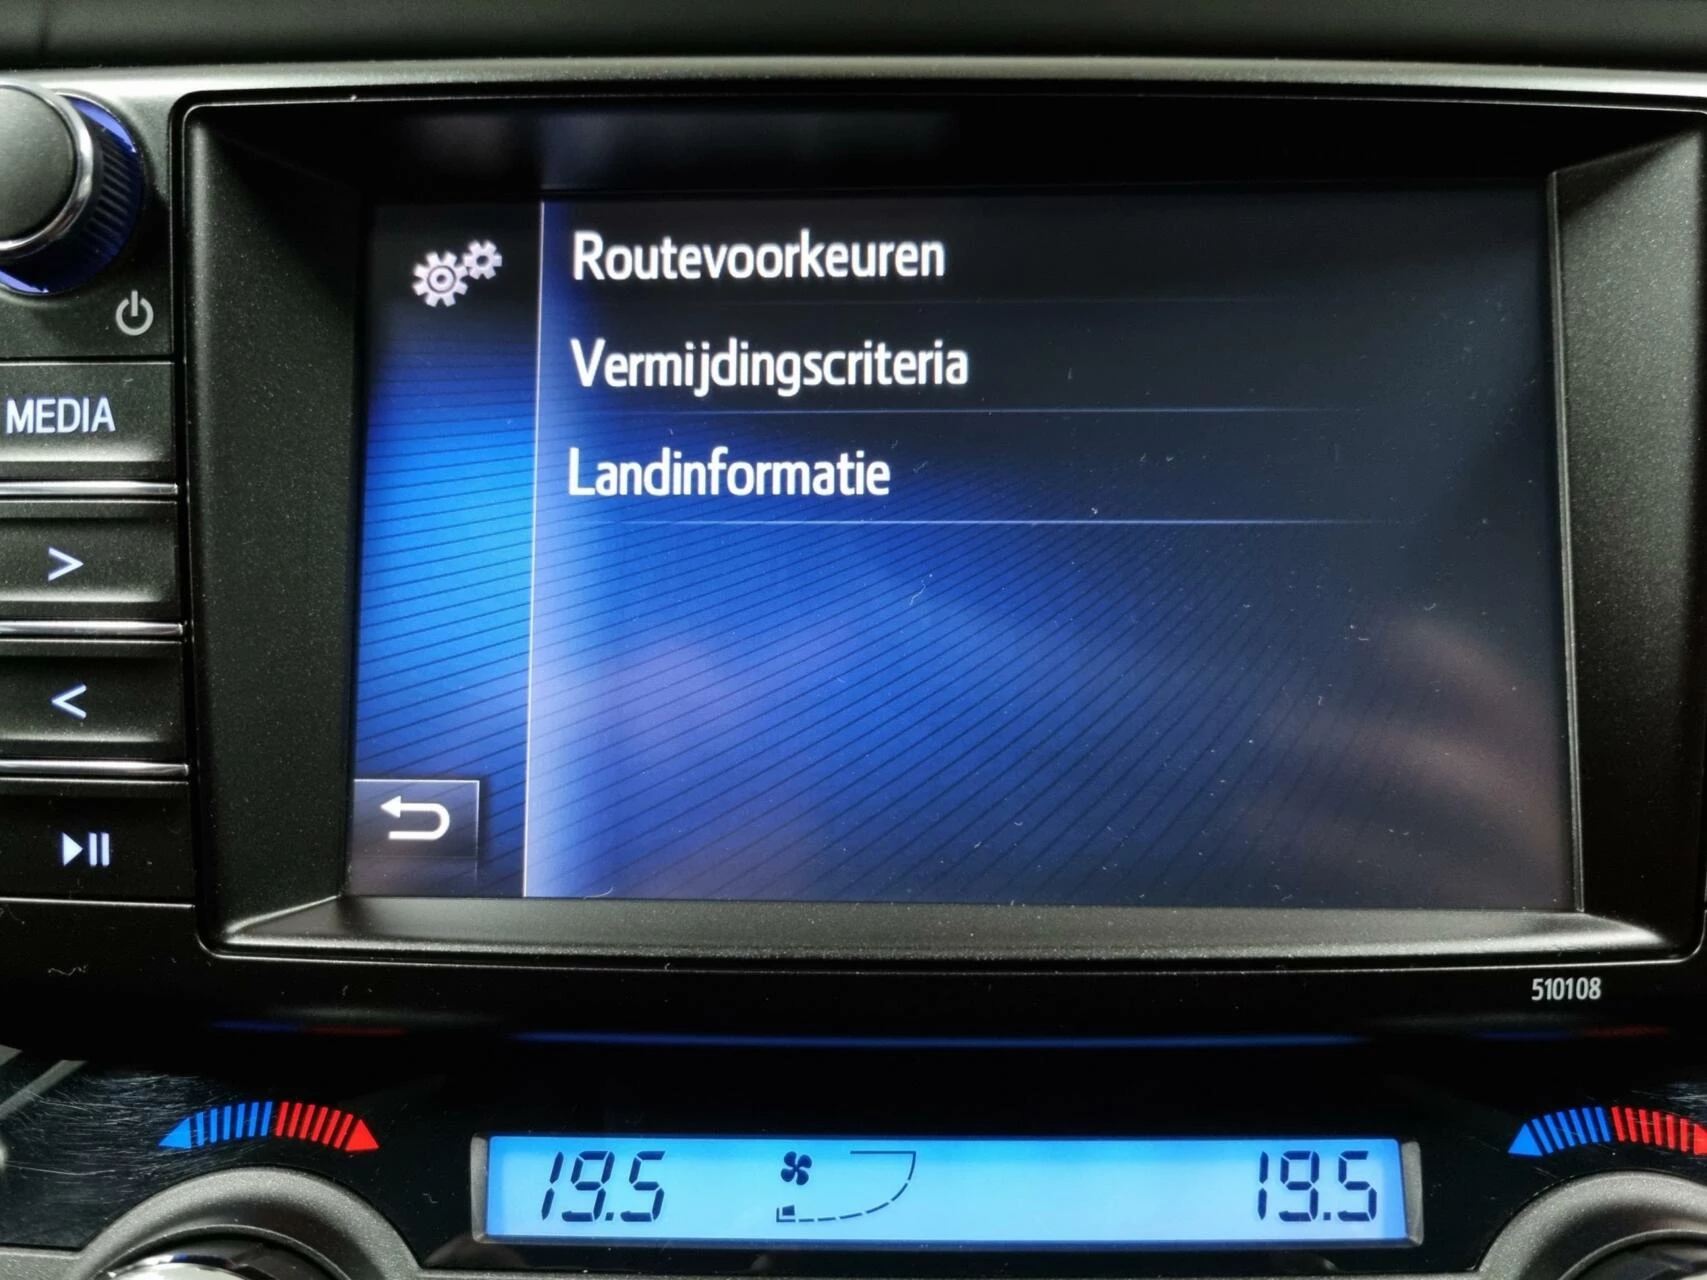 Routevoorkeuren
Vermijdingscriteria
Landinformatie
MEDIA
>
<
510108
19.5 19.5